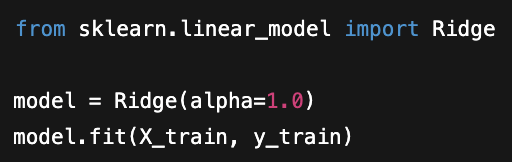 from sklearn.linear_model import Ridge
model = Ridge(alpha=1.0)
model.fit(X_train, y_train)